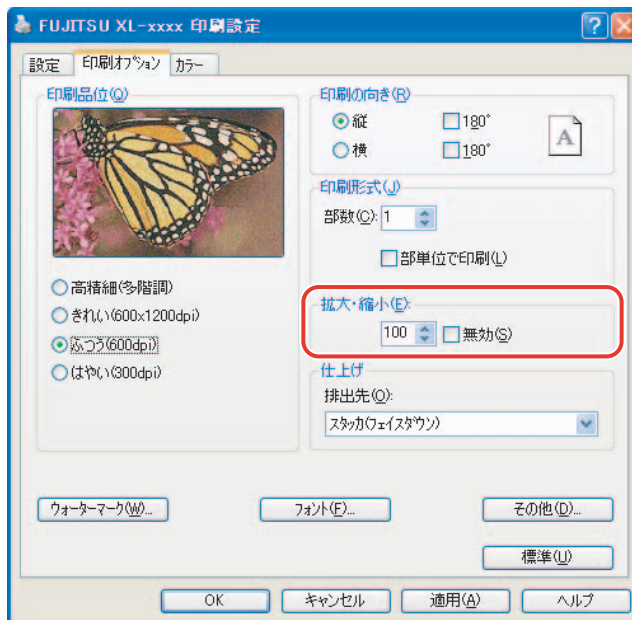 FUJITSU XL-xxxx 印刷設定
設定 印刷オプション カラー
印刷品位(Q)
高精細(多階調)
きれい(600x1200dpi)
ふつう(600dpi)
はやい(300dpi)
印刷の向き(R)
縦 180°
横 180°
A
印刷形式(J)
部数(C): 1
部単位で印刷(L)
拡大・縮小(E):
100 無効(S)
仕上げ
排出先(O):
スタッカ(フェイスダウン)
ウォーターマーク(W)... フォント(F)... その他(D)...
標準(U)
OK キャンセル 適用(A) ヘルプ